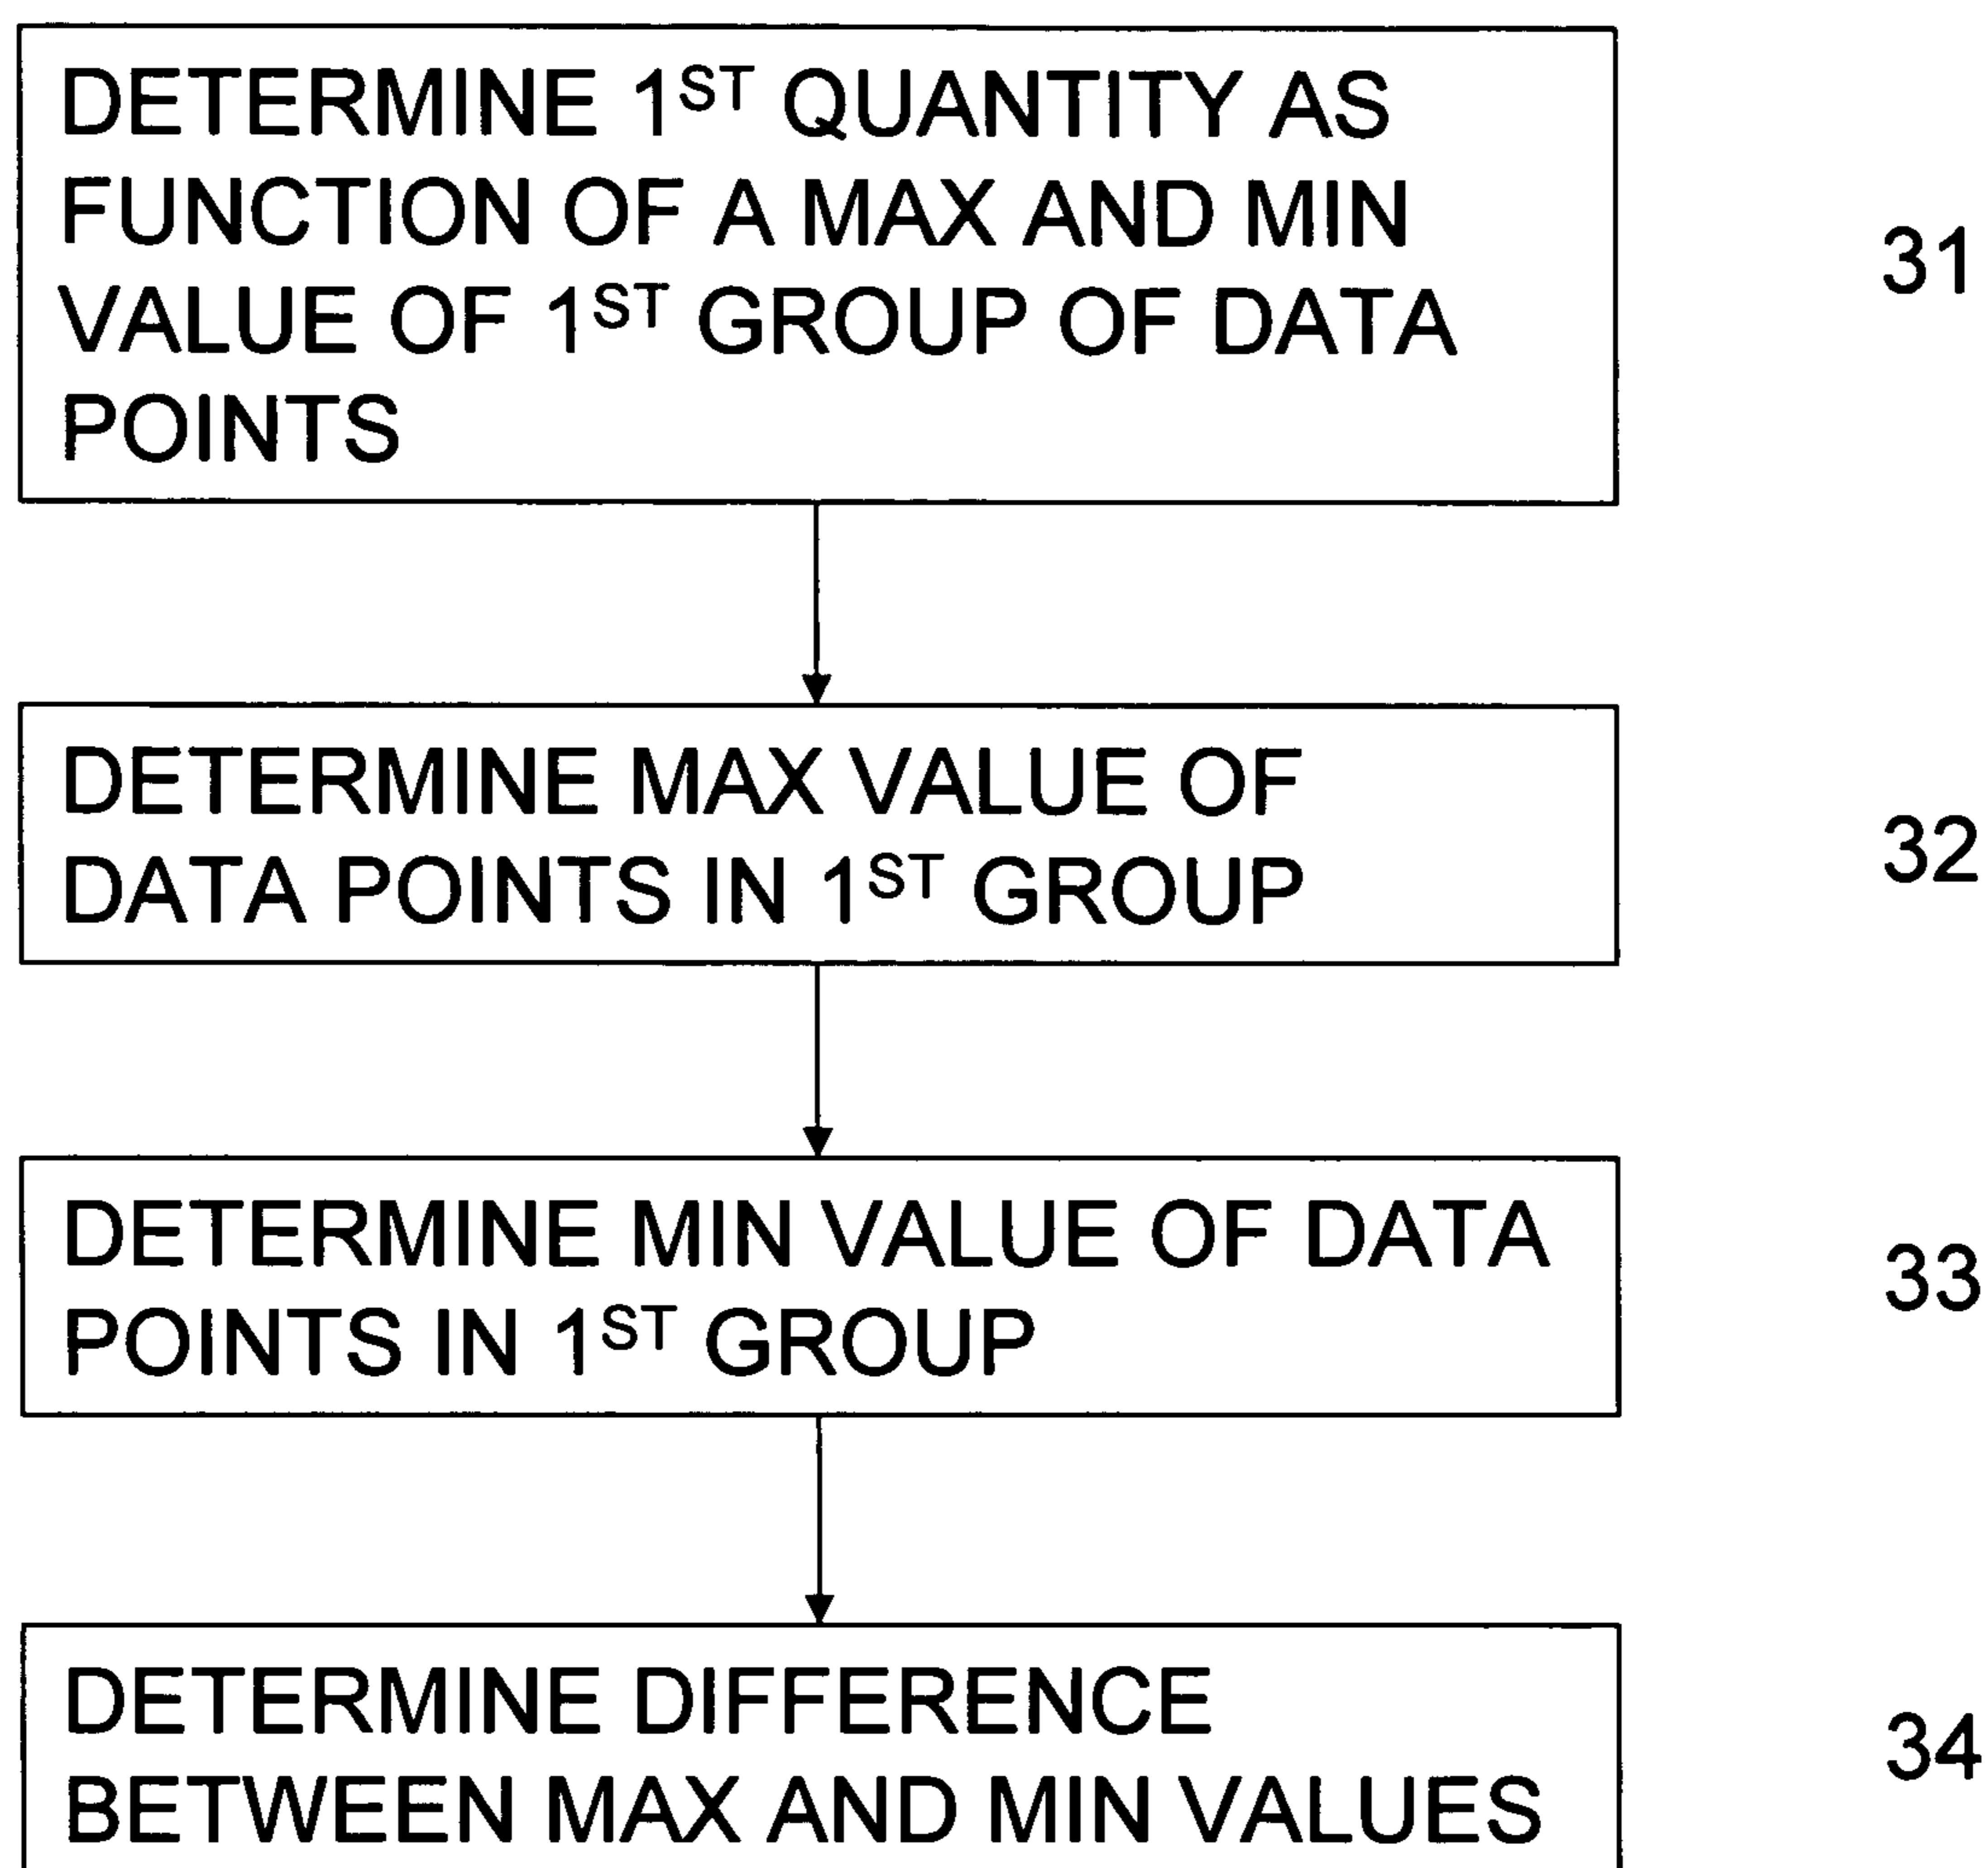 DETERMINE 1ST QUANTITY AS
FUNCTION OF A MAX AND MIN
VALUE OF 1ST GROUP OF DATA
POINTS
31
DETERMINE MAX VALUE OF
DATA POINTS IN 1ST GROUP
32
DETERMINE MIN VALUE OF DATA
POINTS IN 1ST GROUP
33
DETERMINE DIFFERENCE
BETWEEN MAX AND MIN VALUES
34